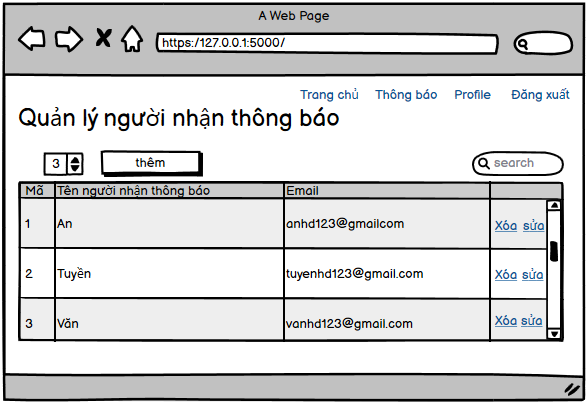 A Web Page
https:/127.0.0.1:5000/
Trang chủ Thông báo Profile Đăng xuất
Quản lý người nhận thông báo
3 thêm search
Mã Tên người nhận thông báo Email
1 An anhd123@gmailcom Xóa sửa
2 Tuyền tuyenhd123@gmail.com Xóa sửa
3 Văn vanhd123@gmail.com Xóa sửa